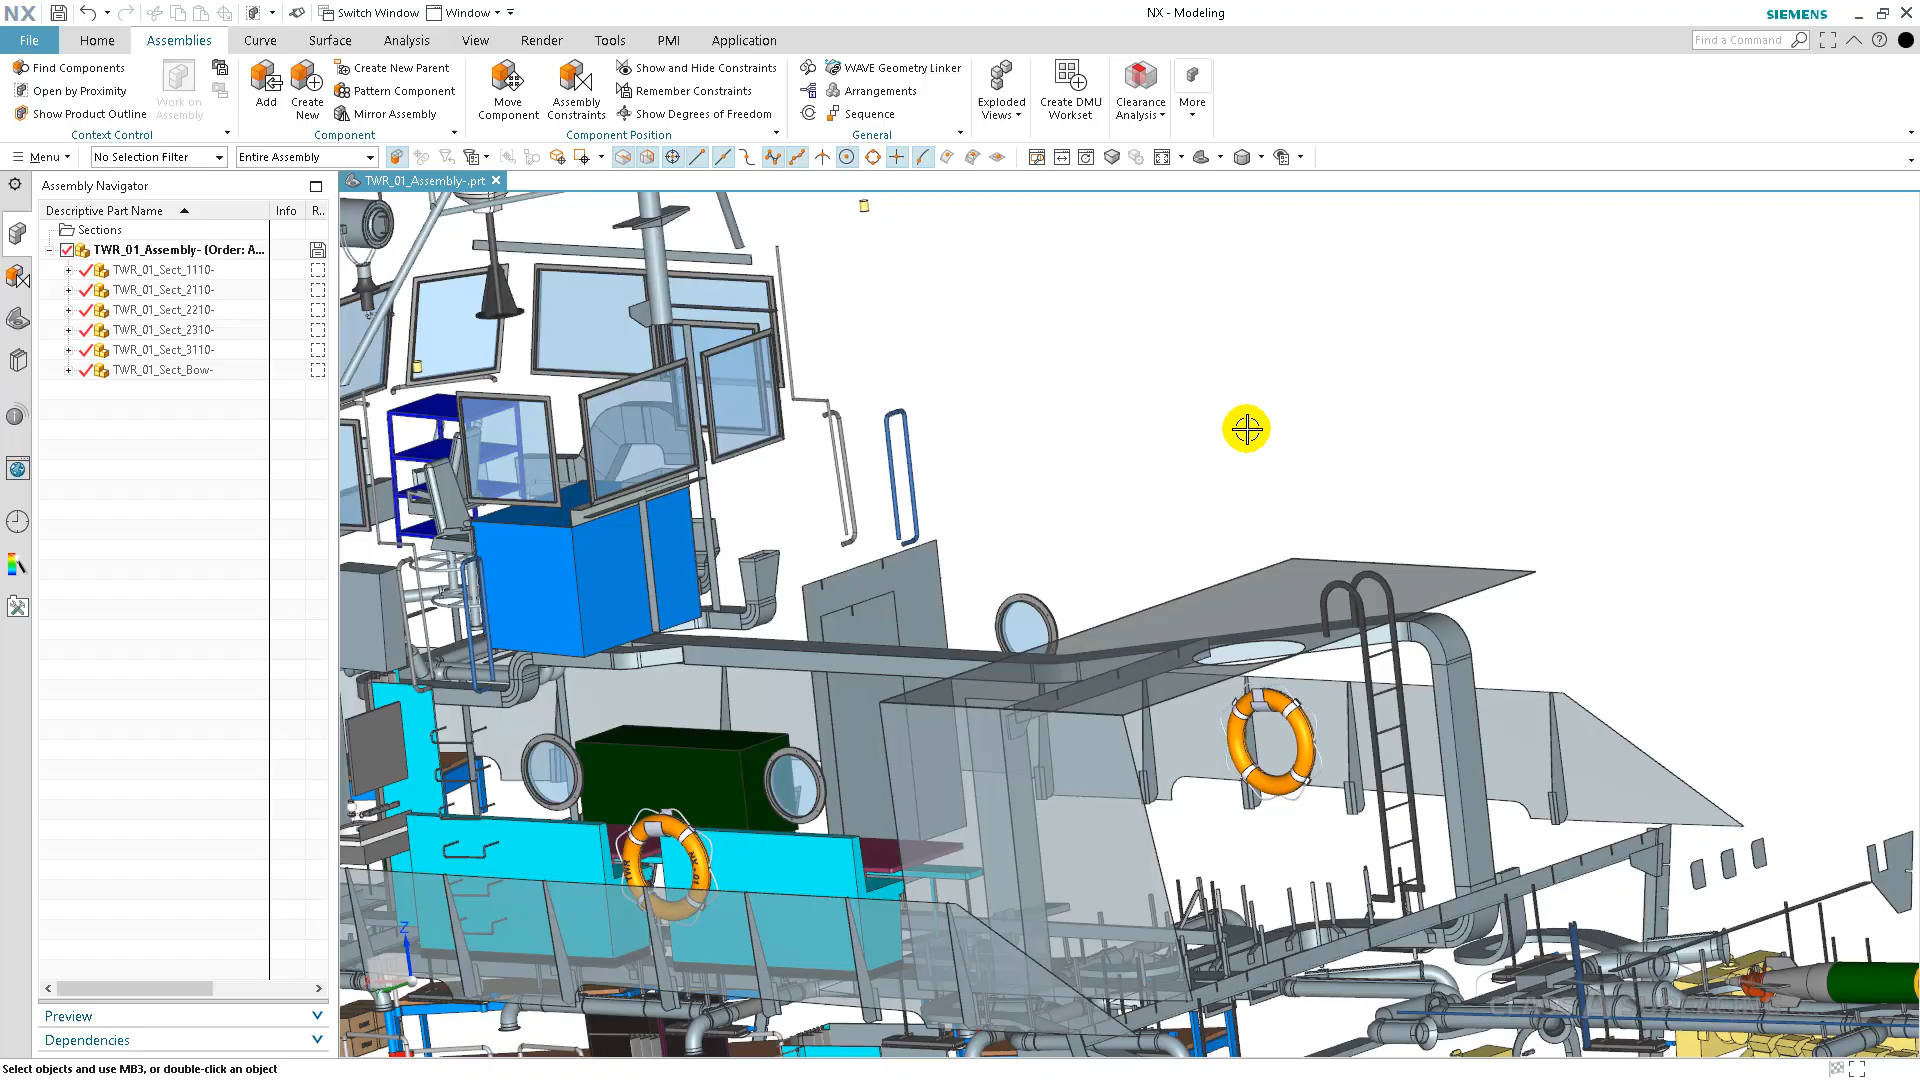 NX
Switch Window
Window
NX - Modeling
SIEMENS
File
Home
Assemblies
Curve
Surface
Analysis
View
Render
Tools
PMI
Application
Find a Command
Find Components
Open by Proximity
Show Product Outline
Work on
Assembly
Context Control
Add
Create
New
Create New Parent
Pattern Component
Mirror Assembly
Component
Move
Component
Assembly
Constraints
Show and Hide Constraints
Remember Constraints
Show Degrees of Freedom
Component Position
WAVE Geometry Linker
Arrangements
Sequence
General
Exploded
Views
Create DMU
Workset
Clearance
Analysis
More
Menu
No Selection Filter
Entire Assembly
Assembly Navigator
TWR_01_Assembly-.prt
Descriptive Part Name
Info
R..
Sections
TWR_01_Assembly- (Order: A...
TWR_01_Sect_1110-
TWR_01_Sect_2110-
TWR_01_Sect_2210-
TWR_01_Sect_2310-
TWR_01_Sect_3110-
TWR_01_Sect_Bow-
Z
Preview
Dependencies
Select objects and use MB3, or double-click an object